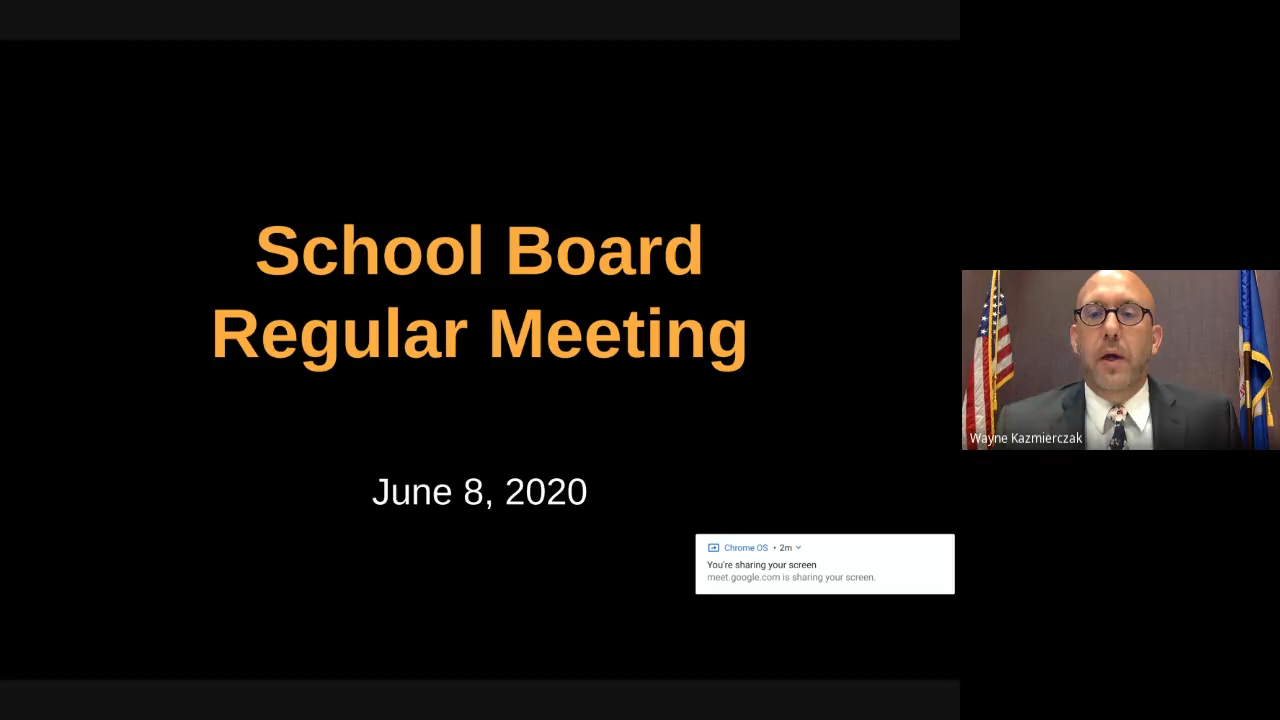 School Board
Regular Meeting
June 8, 2020
Chrome OS • 2m
You're sharing your screen
meet.google.com is sharing your screen.
Wayne Kazmierczak